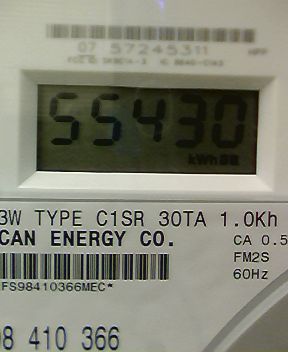 07 57245311
55430
kWh
3W TYPE C1SR 30TA 1.0Kh
CAN ENERGY CO.
CA 0.5
FM2S
60Hz
FS98410366MEC*
98 410 366